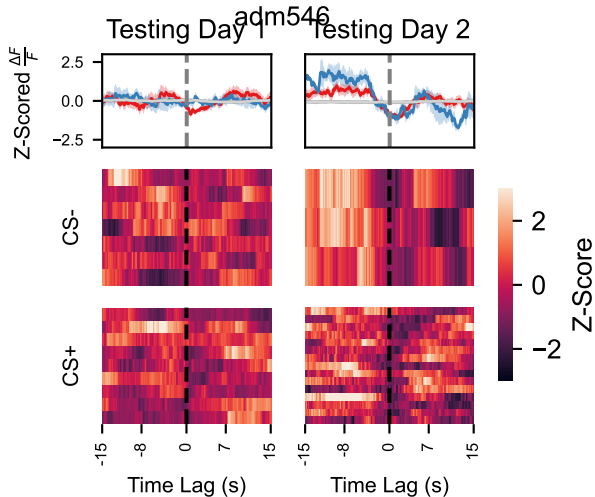 adm546
Testing Day 1 Testing Day 2
Z-Scored ΔF/F
2.5
0.0
−2.5
CS-
CS+
2
0
−2
Z-Score
-15 -8 0 7 15 -15 -8 0 7 15
Time Lag (s) Time Lag (s)